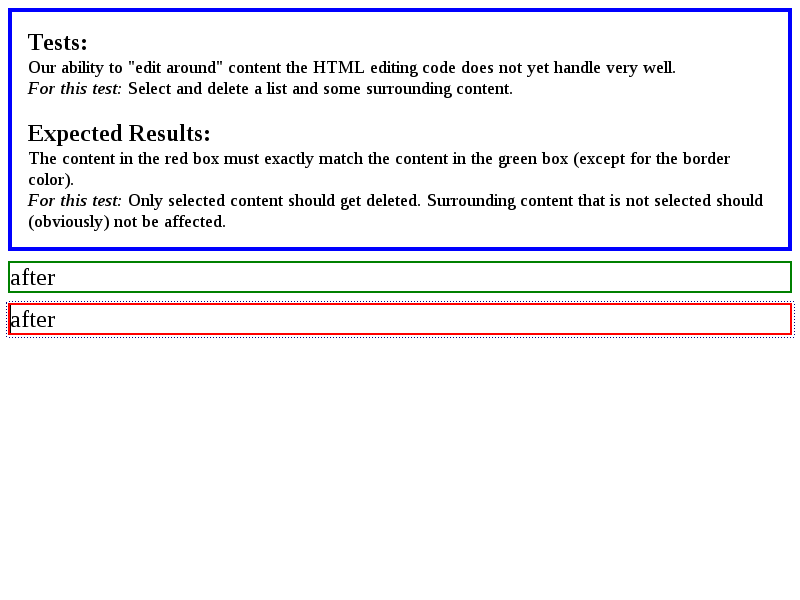 Tests:
Our ability to "edit around" content the HTML editing code does not yet handle very well.
For this test: Select and delete a list and some surrounding content.
Expected Results:
The content in the red box must exactly match the content in the green box (except for the border
color).
For this test: Only selected content should get deleted. Surrounding content that is not selected should
(obviously) not be affected.
after
after